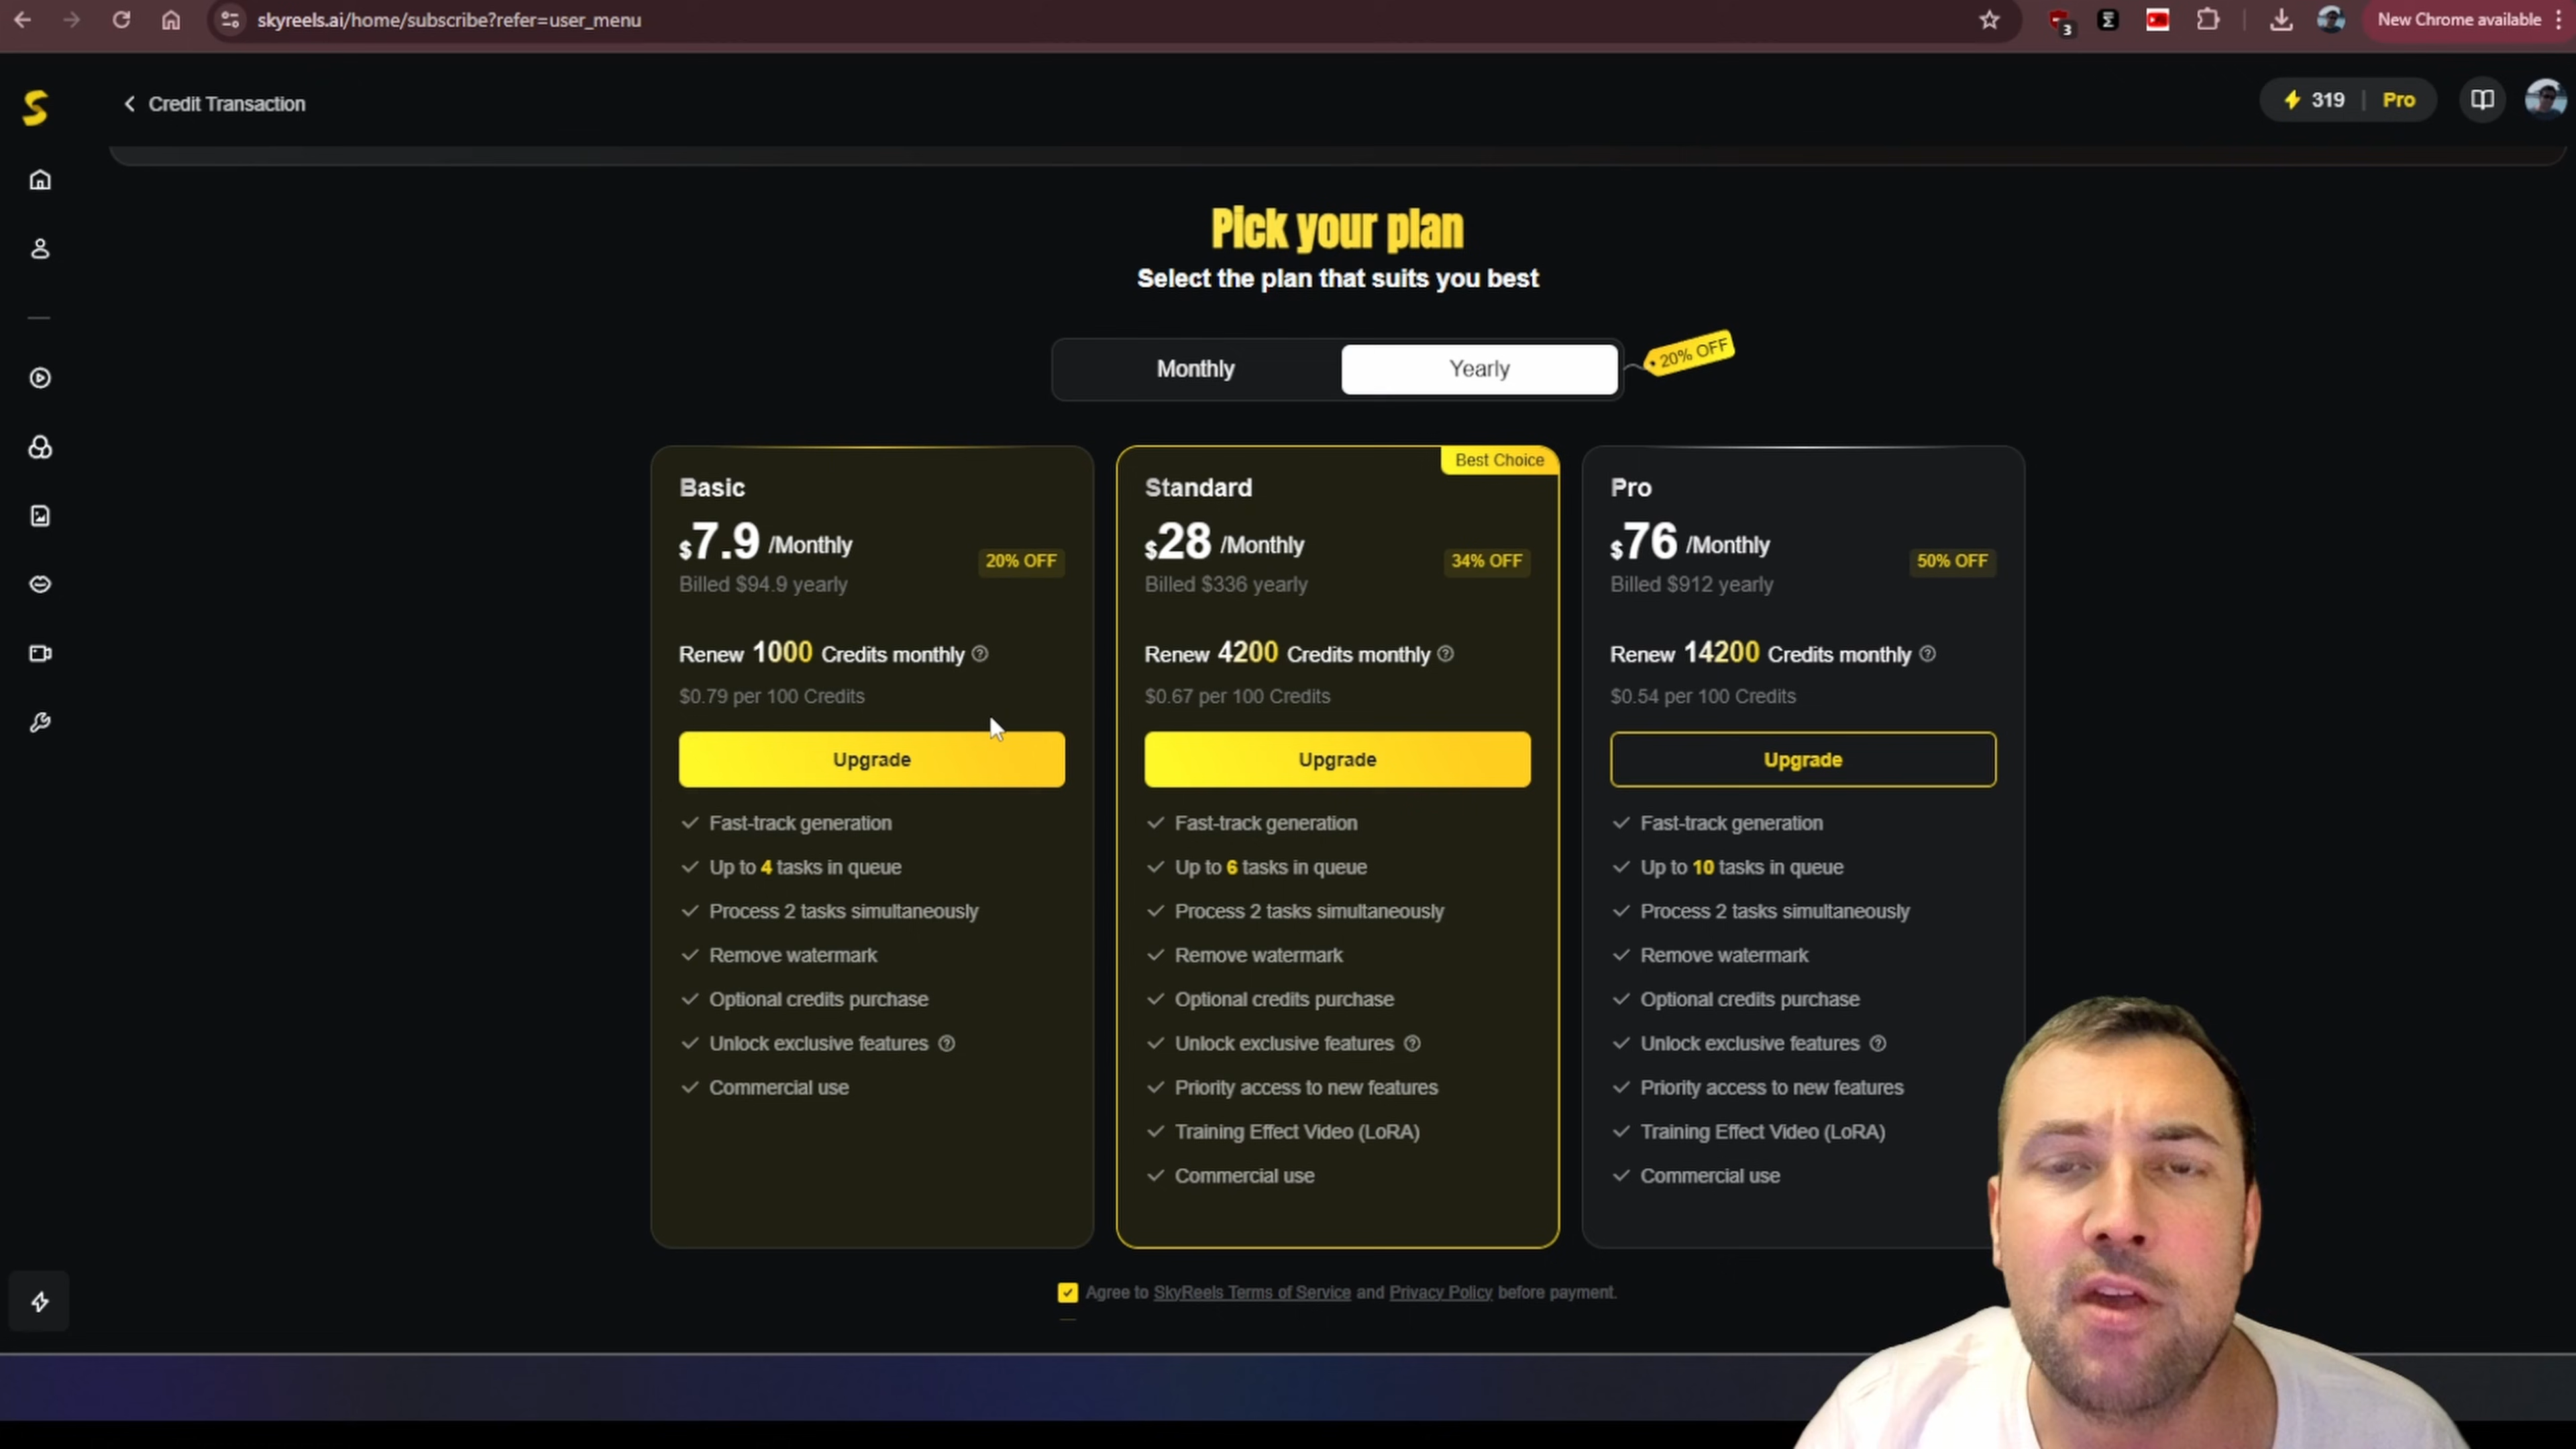 skyreels.ai/home/subscribe?refer=user_menu
3
New Chrome available
Credit Transaction
319 | Pro
Pick your plan
Select the plan that suits you best
Monthly
Yearly
20% OFF
Basic
$7.9 /Monthly
20% OFF
Billed $94.9 yearly
Renew 1000 Credits monthly
$0.79 per 100 Credits
Upgrade
Fast-track generation
Up to 4 tasks in queue
Process 2 tasks simultaneously
Remove watermark
Optional credits purchase
Unlock exclusive features
Commercial use
Best Choice
Standard
$28 /Monthly
34% OFF
Billed $336 yearly
Renew 4200 Credits monthly
$0.67 per 100 Credits
Upgrade
Fast-track generation
Up to 6 tasks in queue
Process 2 tasks simultaneously
Remove watermark
Optional credits purchase
Unlock exclusive features
Priority access to new features
Training Effect Video (LoRA)
Commercial use
Pro
$76 /Monthly
50% OFF
Billed $912 yearly
Renew 14200 Credits monthly
$0.54 per 100 Credits
Upgrade
Fast-track generation
Up to 10 tasks in queue
Process 2 tasks simultaneously
Remove watermark
Optional credits purchase
Unlock exclusive features
Priority access to new features
Training Effect Video (LoRA)
Commercial use
Agree to SkyReels Terms of Service and Privacy Policy before payment.